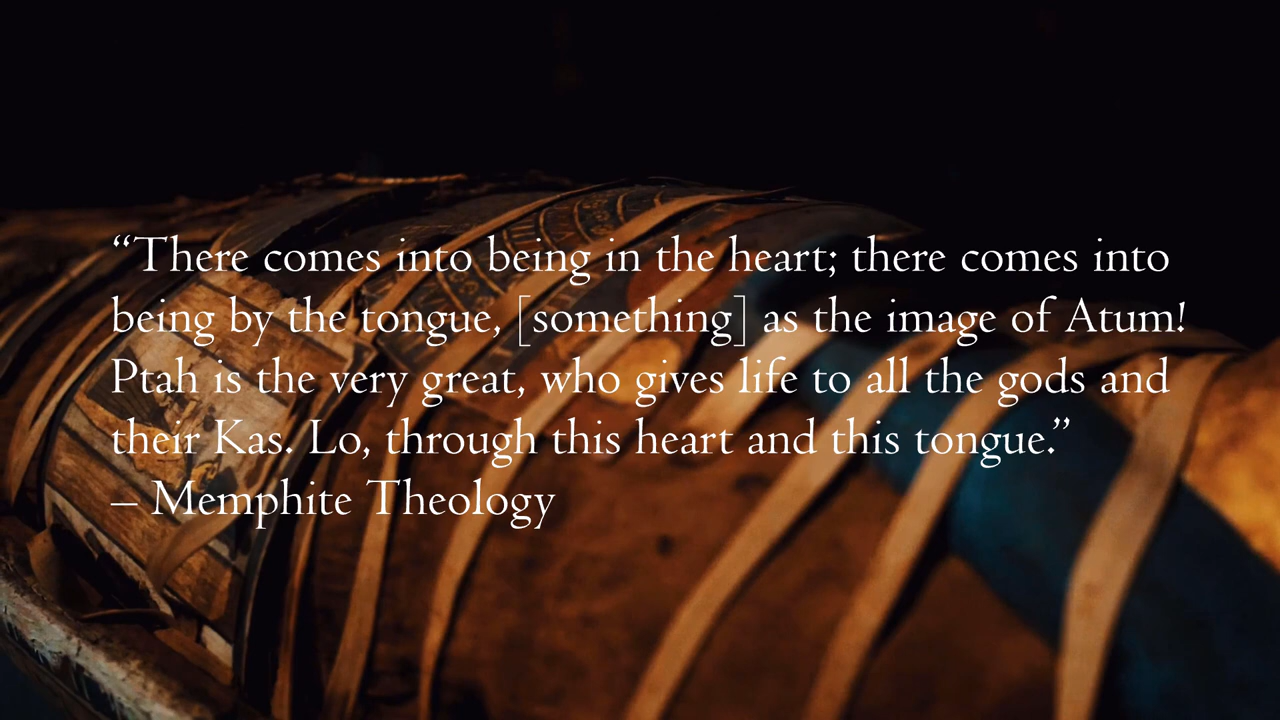 “There comes into being in the heart; there comes into
being by the tongue, [something] as the image of Atum!
Ptah is the very great, who gives life to all the gods and
their Kas. Lo, through this heart and this tongue.”
– Memphite Theology